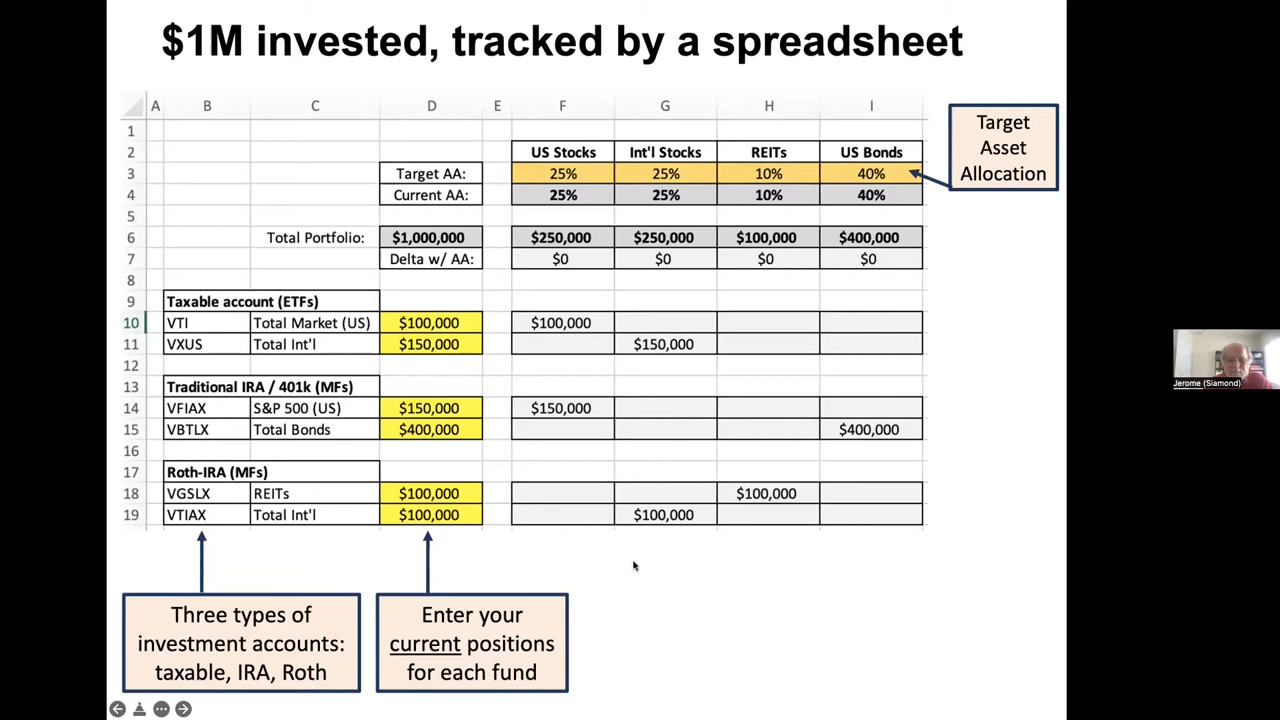 $1M invested, tracked by a spreadsheet
A B C D E F G H I
1
2 US Stocks Int'l Stocks REITs US Bonds
3 Target AA: 25% 25% 10% 40%
4 Current AA: 25% 25% 10% 40%
5
6 Total Portfolio: $1,000,000 $250,000 $250,000 $100,000 $400,000
7 Delta w/ AA: $0 $0 $0 $0
8
9 Taxable account (ETFs)
10 VTI Total Market (US) $100,000 $100,000
11 VXUS Total Int'l $150,000 $150,000
12
13 Traditional IRA / 401k (MFs)
14 VFIAX S&P 500 (US) $150,000 $150,000
15 VBTLX Total Bonds $400,000 $400,000
16
17 Roth-IRA (MFs)
18 VGSLX REITs $100,000 $100,000
19 VTIAX Total Int'l $100,000 $100,000
Target
Asset
Allocation
Three types of
investment accounts:
taxable, IRA, Roth
Enter your
current positions
for each fund
Jerome (Siamond)